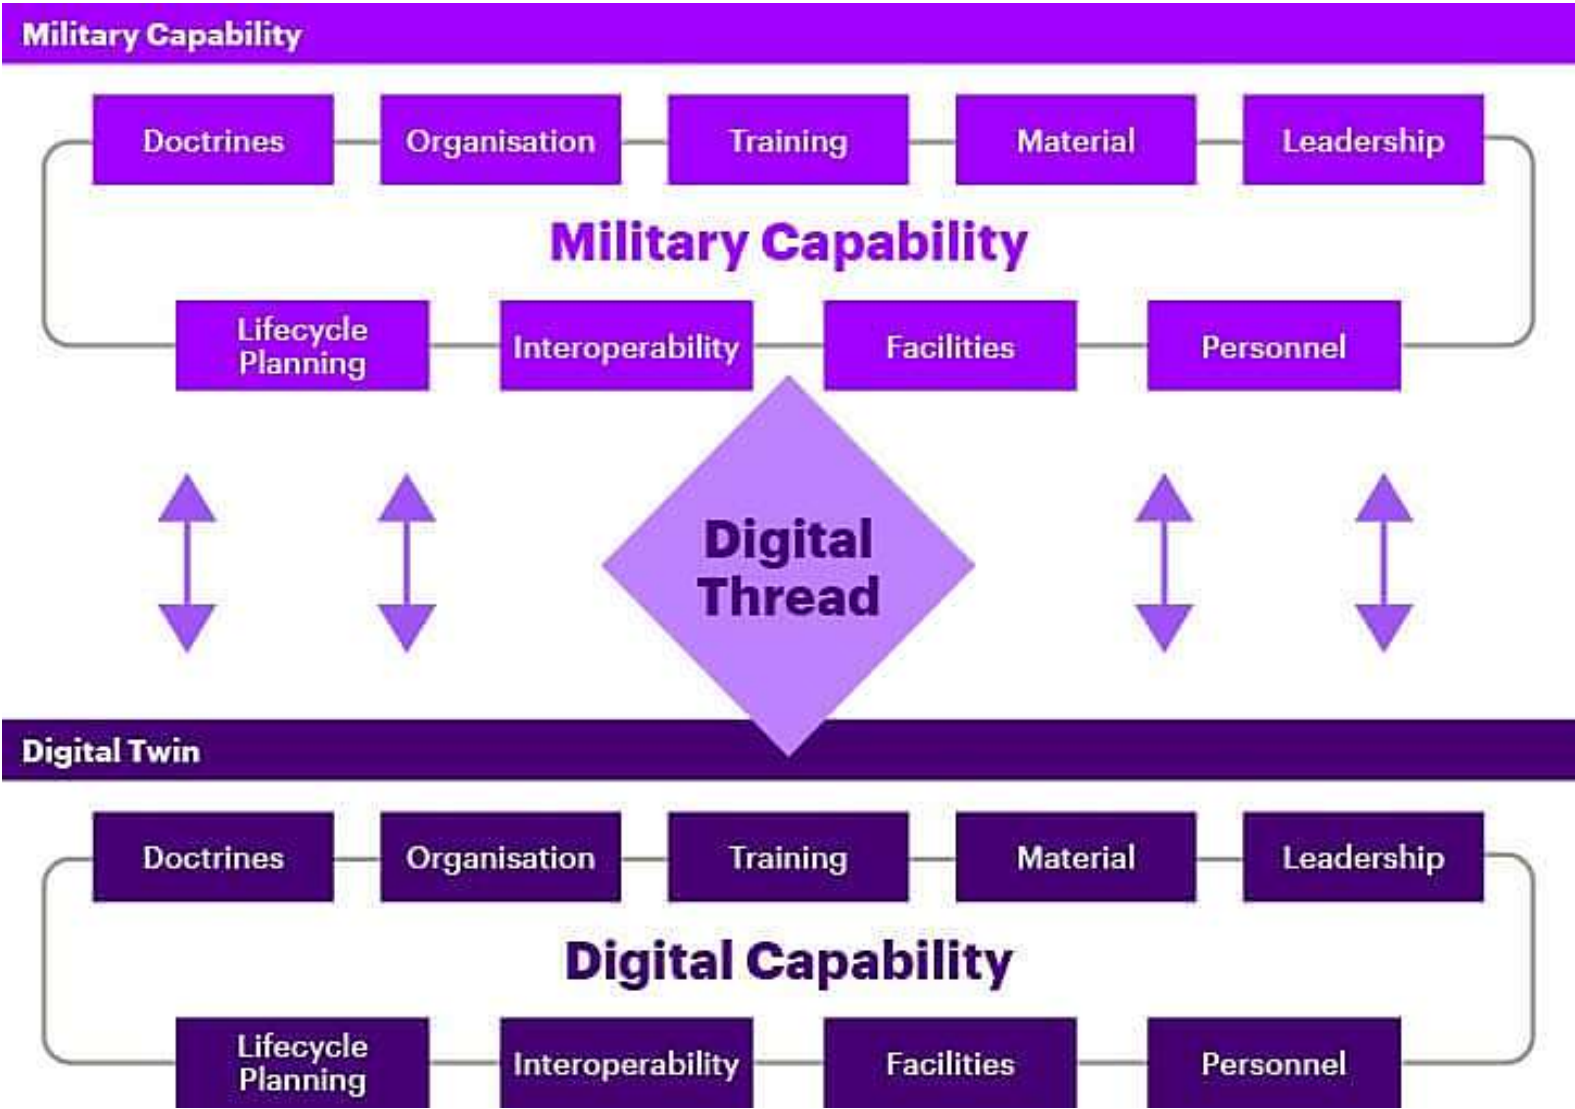 Military Capability
Doctrines
Organisation
Training
Material
Leadership
Military Capability
Lifecycle
Planning
Interoperability
Facilities
Personnel
Digital
Thread
Digital Twin
Doctrines
Organisation
Training
Material
Leadership
Digital Capability
Lifecycle
Planning
Interoperability
Facilities
Personnel